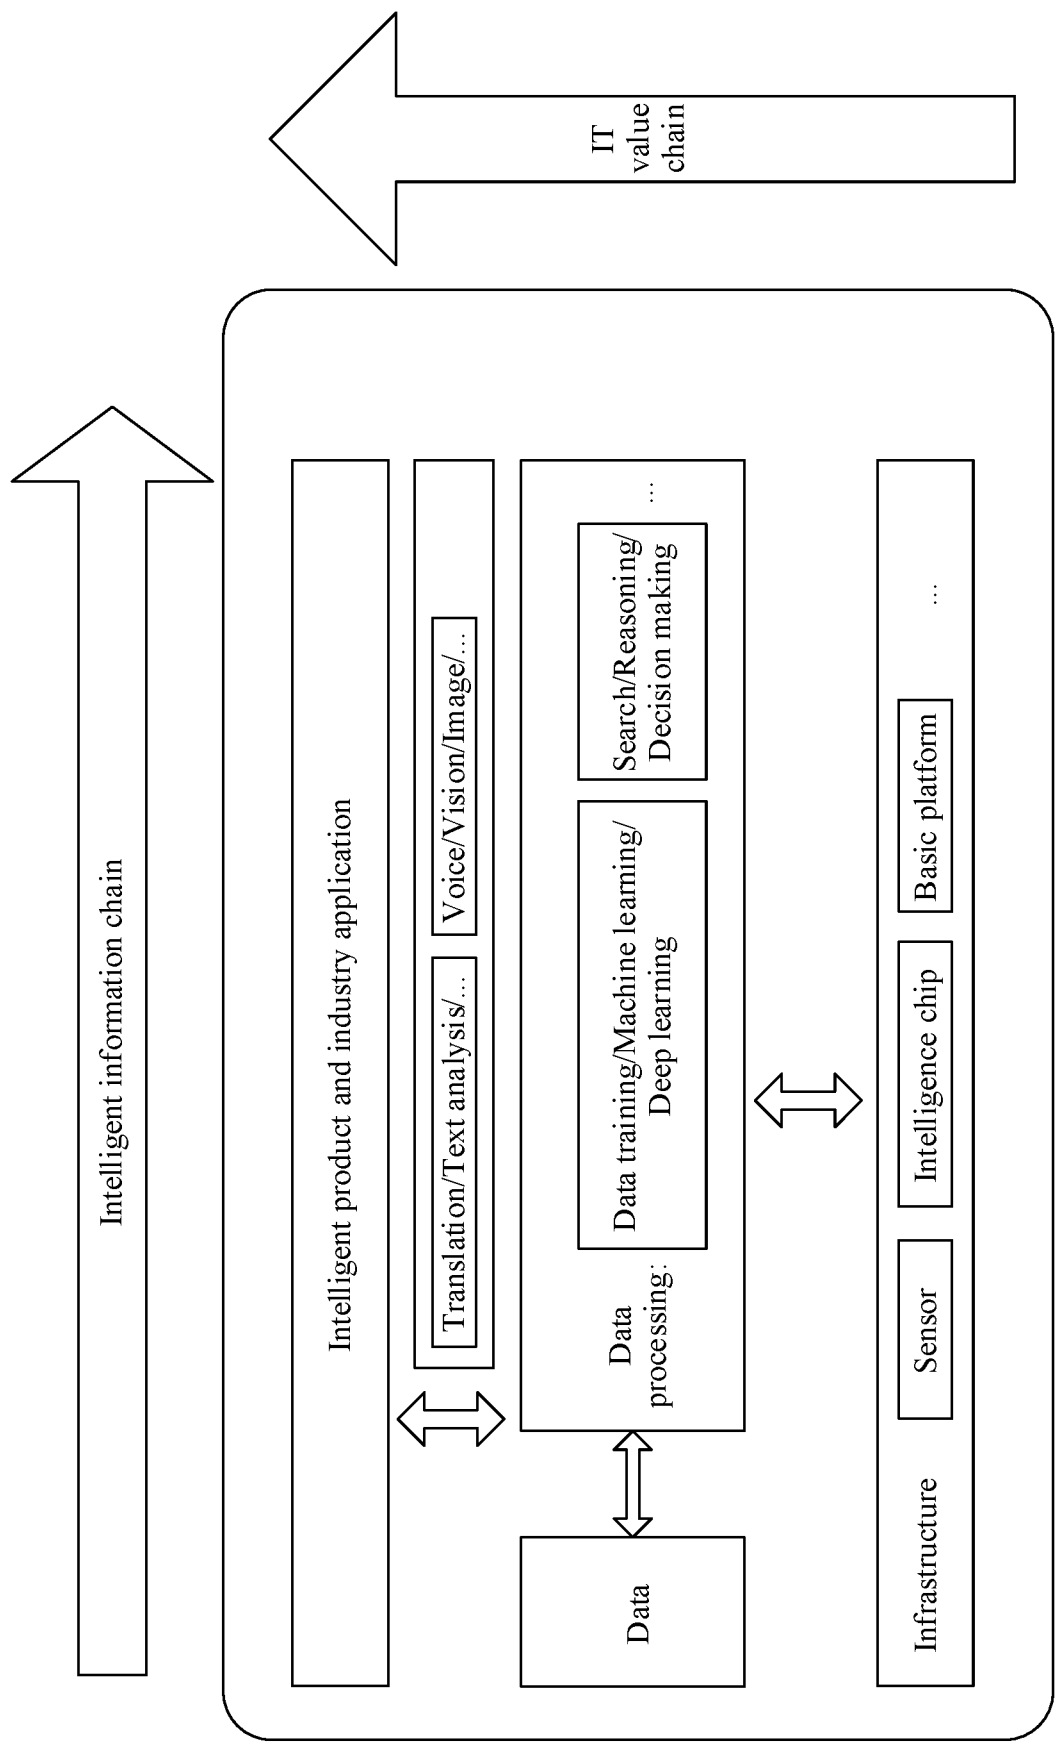 Intelligent information chain
Intelligent product and industry application
Translation/Text analysis/...
Voice/Vision/Image/...
Data
Data
processing:
Data training/Machine learning/
Deep learning
Search/Reasoning/
Decision making
...
Infrastructure
Sensor
Intelligence chip
Basic platform
...
IT
value
chain